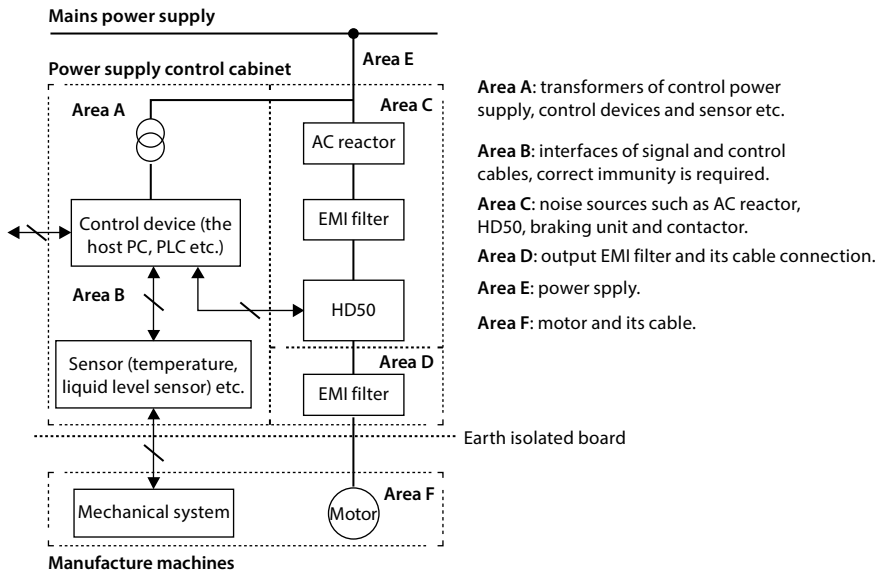 Mains power supply
Area E
Power supply control cabinet
Area A
Area C
AC reactor
EMI filter
Control device (the
host PC, PLC etc.)
Area B
HD50
Sensor (temperature,
liquid level sensor) etc.
Area D
EMI filter
Earth isolated board
Mechanical system
Motor
Area F
Manufacture machines
Area A: transformers of control power
supply, control devices and sensor etc.
Area B: interfaces of signal and control
cables, correct immunity is required.
Area C: noise sources such as AC reactor,
HD50, braking unit and contactor.
Area D: output EMI filter and its cable connection.
Area E: power spply.
Area F: motor and its cable.